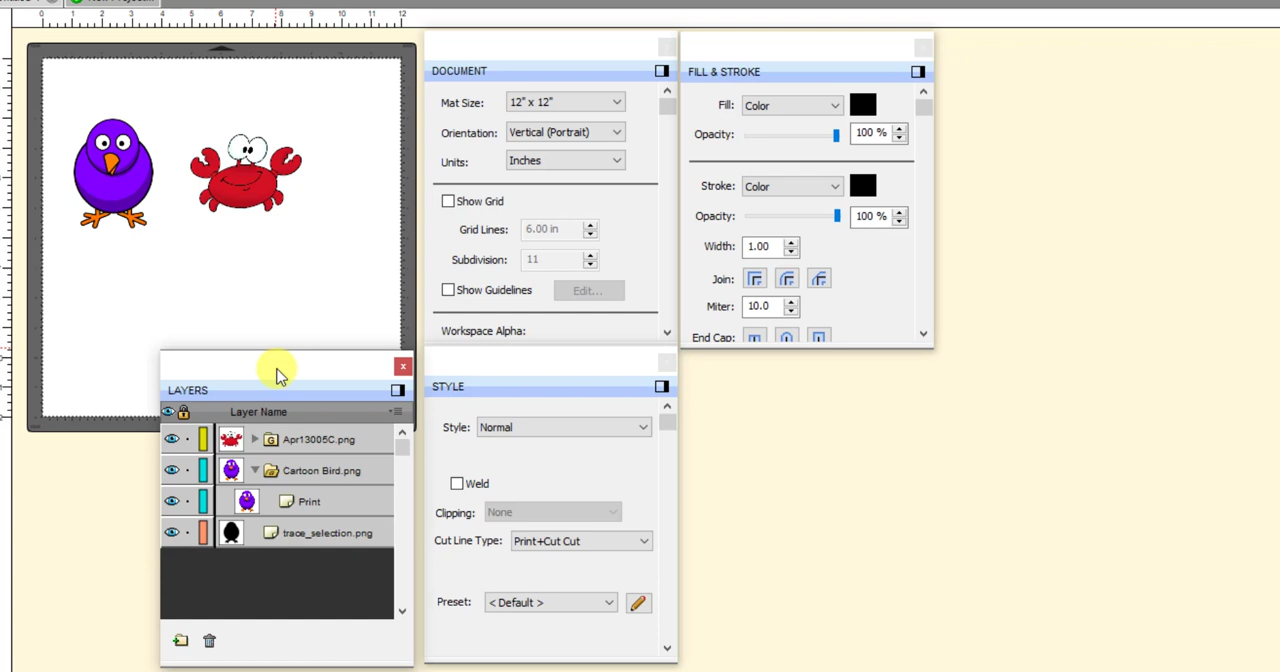 0 1 2 3 4 5 6 7 8 9 10 11 12
DOCUMENT
Mat Size: 12" x 12"
Orientation: Vertical (Portrait)
Units: Inches
Show Grid
Grid Lines: 6.00 in
Subdivision: 11
Show Guidelines Edit...
Workspace Alpha:
FILL & STROKE
Fill: Color
Opacity: 100 %
Stroke: Color
Opacity: 100 %
Width: 1.00
Join:
Miter: 10.0
End Cap:
LAYERS
Layer Name
G Apr13005C.png
Cartoon Bird.png
Print
trace_selection.png
STYLE
Style: Normal
Weld
Clipping: None
Cut Line Type: Print+Cut Cut
Preset: < Default >